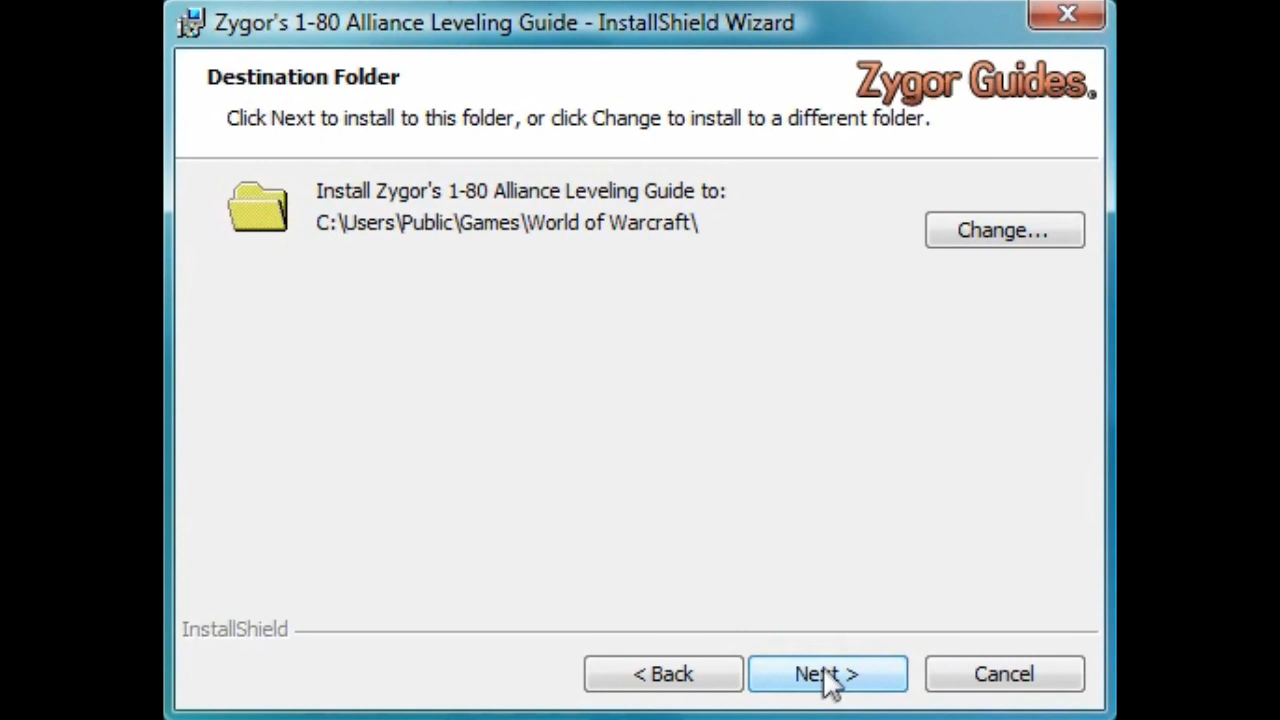 Zygor's 1-80 Alliance Leveling Guide - InstallShield Wizard
Destination Folder
Zygor Guides.
Click Next to install to this folder, or click Change to install to a different folder.
Install Zygor's 1-80 Alliance Leveling Guide to:
C:\Users\Public\Games\World of Warcraft\
Change...
InstallShield
< Back
Next >
Cancel